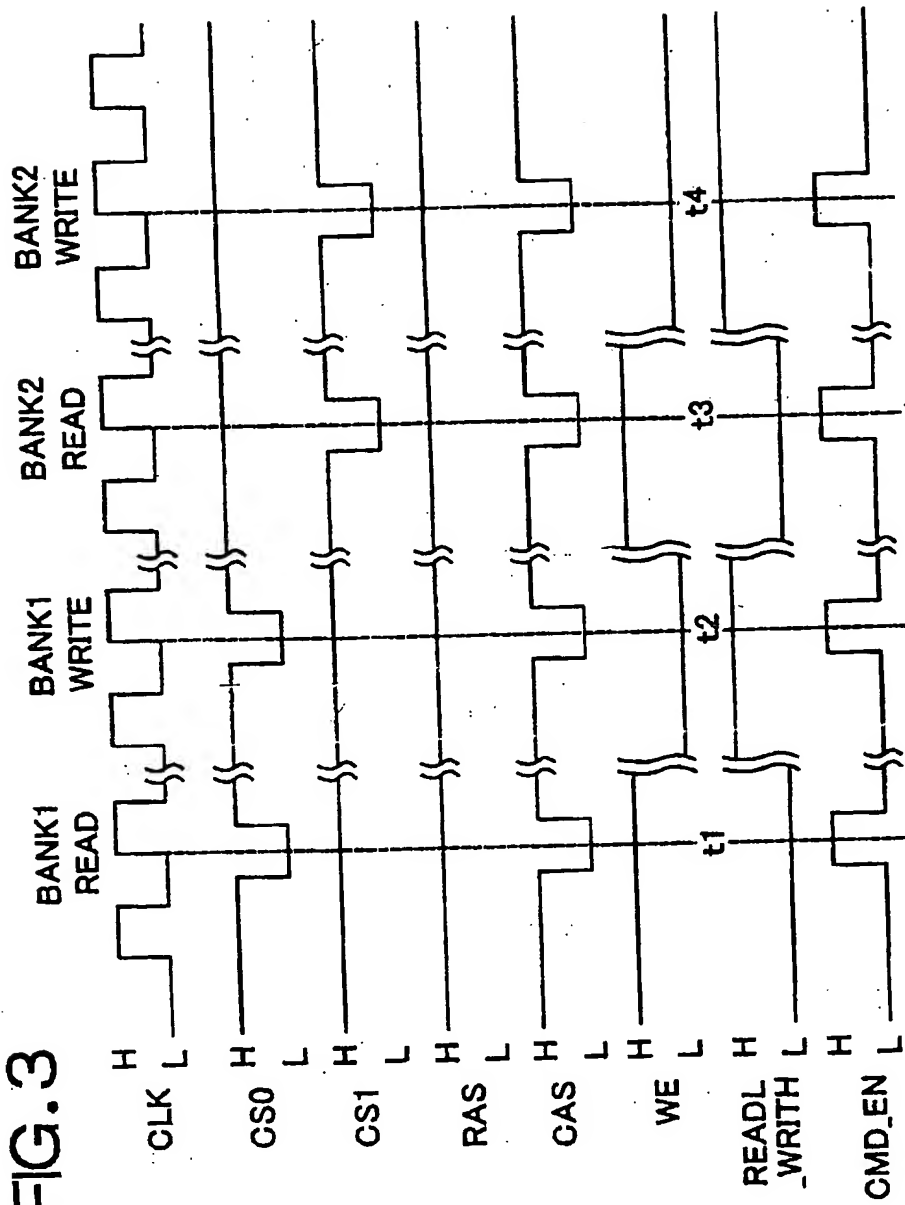 FIG.3
BANK1 READ
BANK1 WRITE
BANK2 READ
BANK2 WRITE
CLK H L
CS0 H L
CS1 H L
RAS H L
CAS H L
WE H L
READL _WRITH H L
CMD_EN H L
t1 t2 t3 t4